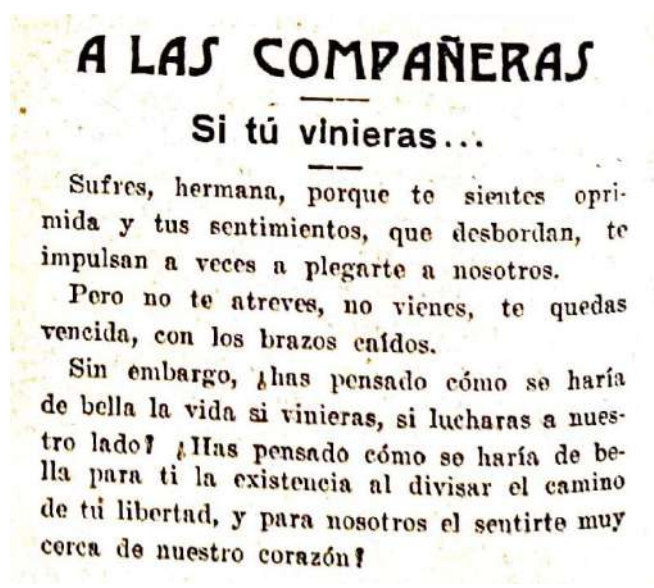 A LAS COMPAÑERAS
Si tú vinieras...
Sufres, hermana, porque te sientes opri-
mida y tus sentimientos, que desbordan, te
impulsan a veces a plegarte a nosotros.
Pero no te atreves, no vienes, te quedas
vencida, con los brazos caídos.
Sin embargo, ¿has pensado cómo se haría
de bella la vida si vinieras, si lucharas a nues-
tro lado? ¿Has pensado cómo se haría de be-
lla para ti la existencia al divisar el camino
de tú libertad, y para nosotros el sentirte muy
cerca de nuestro corazón?